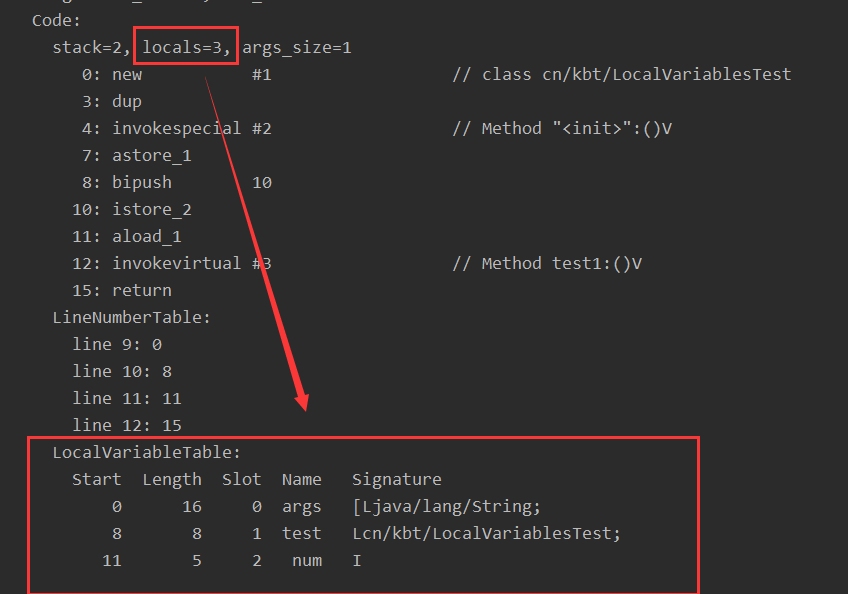 Code:
stack=2, locals=3, args_size=1
0: new #1 // class cn/kbt/LocalVariablesTest
3: dup
4: invokespecial #2 // Method "<init>":()V
7: astore_1
8: bipush 10
10: istore_2
11: aload_1
12: invokevirtual #3 // Method test1:()V
15: return
LineNumberTable:
line 9: 0
line 10: 8
line 11: 11
line 12: 15
LocalVariableTable:
Start Length Slot Name Signature
0 16 0 args [Ljava/lang/String;
8 8 1 test Lcn/kbt/LocalVariablesTest;
11 5 2 num I